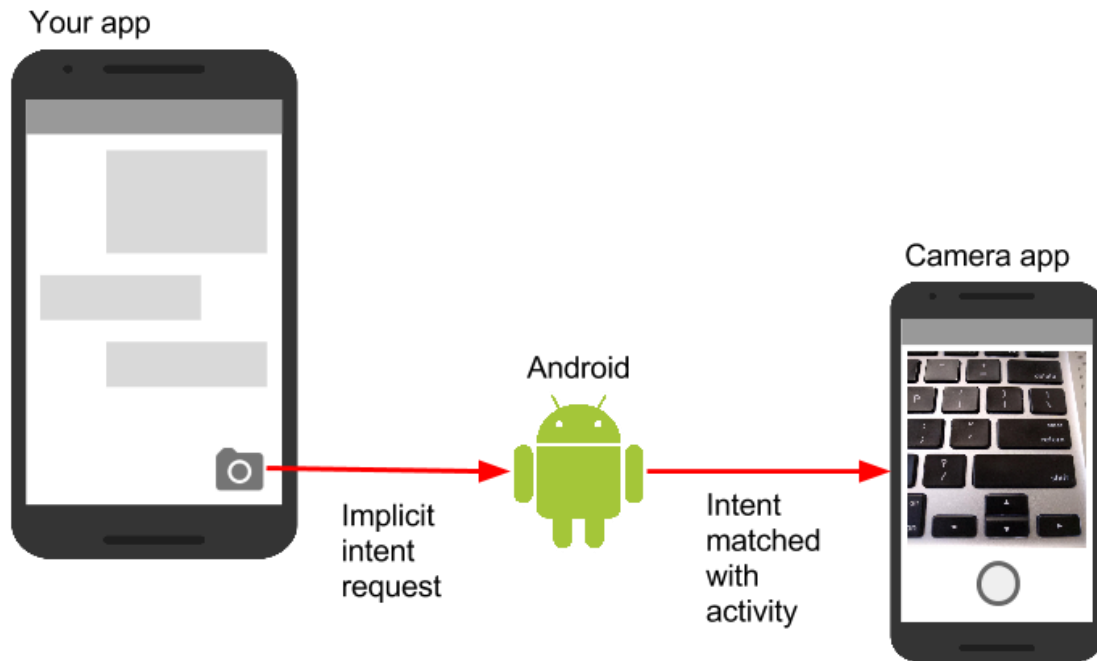 Your app
Camera app
Android
Implicit
intent
request
Intent
matched
with
activity